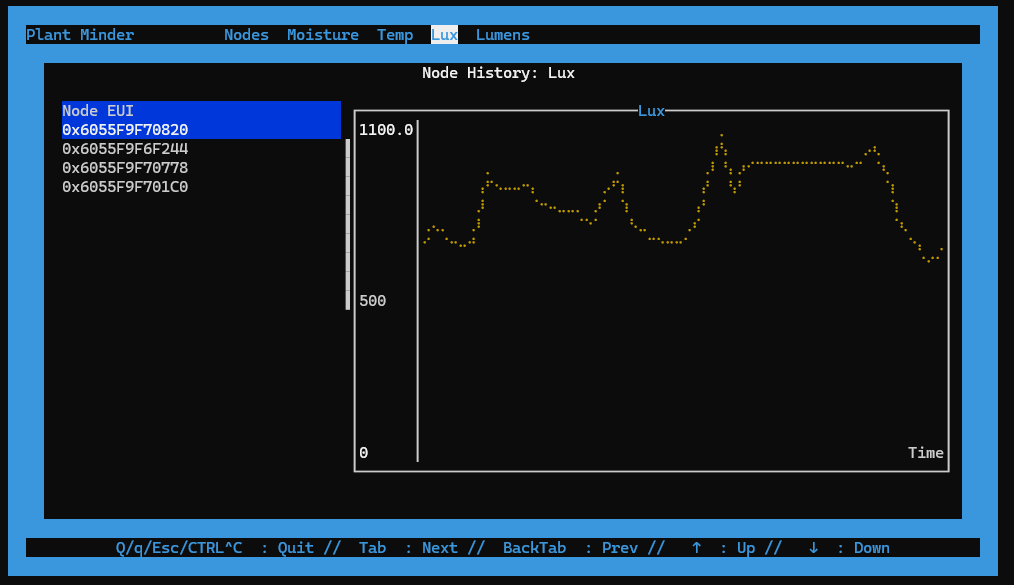 Plant Minder Nodes Moisture Temp Lux Lumens
Node History: Lux
Node EUI
0x6055F9F70820
0x6055F9F6F244
0x6055F9F70778
0x6055F9F701C0
Lux
1100.0
500
0
Time
Q/q/Esc/CTRL^C : Quit // Tab : Next // BackTab : Prev // ↑ : Up // ↓ : Down